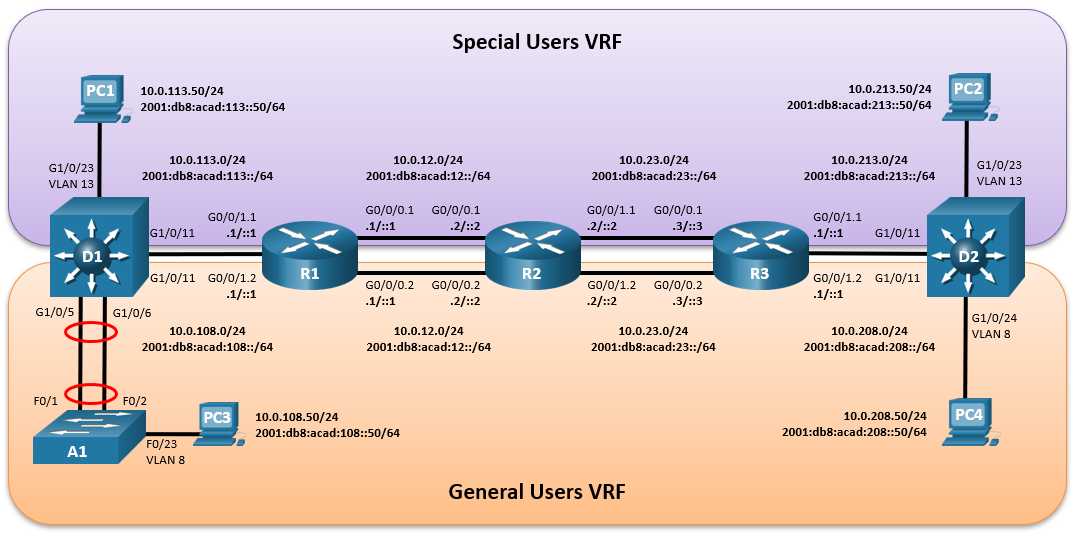 Special Users VRF
PC1
10.0.113.50/24
2001:db8:acad:113::50/64
10.0.213.50/24
2001:db8:acad:213::50/64
PC2
G1/0/23
VLAN 13
10.0.113.0/24
2001:db8:acad:113::/64
10.0.12.0/24
2001:db8:acad:12::/64
10.0.23.0/24
2001:db8:acad:23::/64
10.0.213.0/24
2001:db8:acad:213::/64
G1/0/23
VLAN 13
D1
G1/0/11
G0/0/1.1
.1/::1
R1
G0/0/0.1
.1/::1
G0/0/0.1
.2/::2
R2
G0/0/1.1
.2/::2
G0/0/0.1
.3/::3
R3
G0/0/1.1
.1/::1
G1/0/11
D2
G1/0/11
G0/0/1.2
.1/::1
G0/0/0.2
.1/::1
G0/0/0.2
.2/::2
G0/0/1.2
.2/::2
G0/0/0.2
.3/::3
G0/0/1.2
.1/::1
G1/0/11
G1/0/5
G1/0/6
10.0.108.0/24
2001:db8:acad:108::/64
10.0.12.0/24
2001:db8:acad:12::/64
10.0.23.0/24
2001:db8:acad:23::/64
10.0.208.0/24
2001:db8:acad:208::/64
G1/0/24
VLAN 8
F0/1
F0/2
A1
F0/23
VLAN 8
PC3
10.0.108.50/24
2001:db8:acad:108::50/64
10.0.208.50/24
2001:db8:acad:208::50/64
PC4
General Users VRF